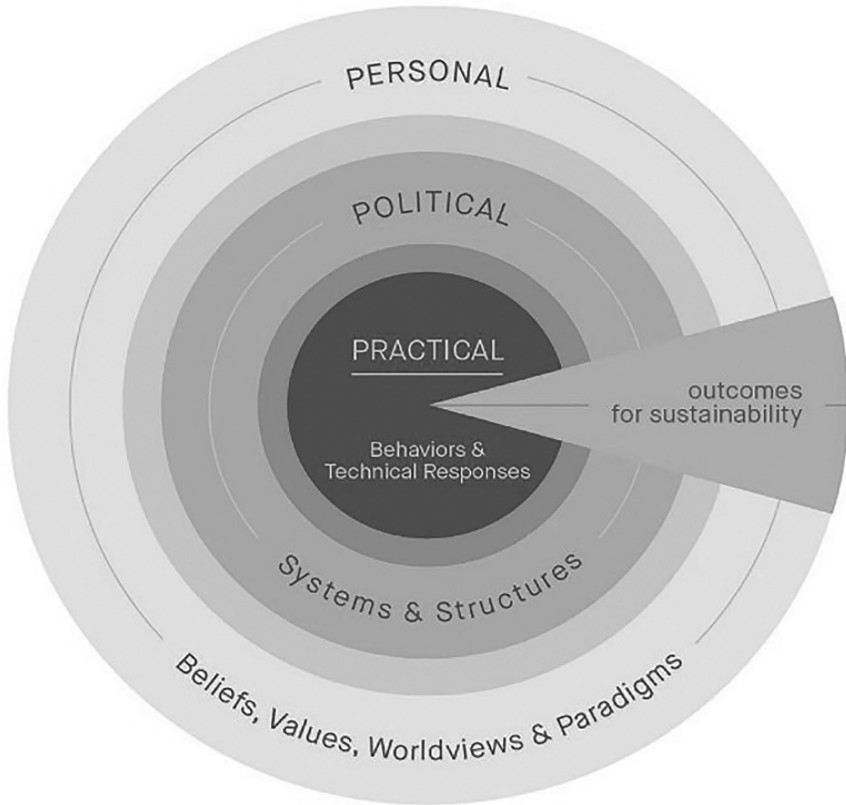 PERSONAL
POLITICAL
PRACTICAL
outcomes
for sustainability
Behaviors &
Technical Responses
Systems & Structures
Beliefs, Values, Worldviews & Paradigms